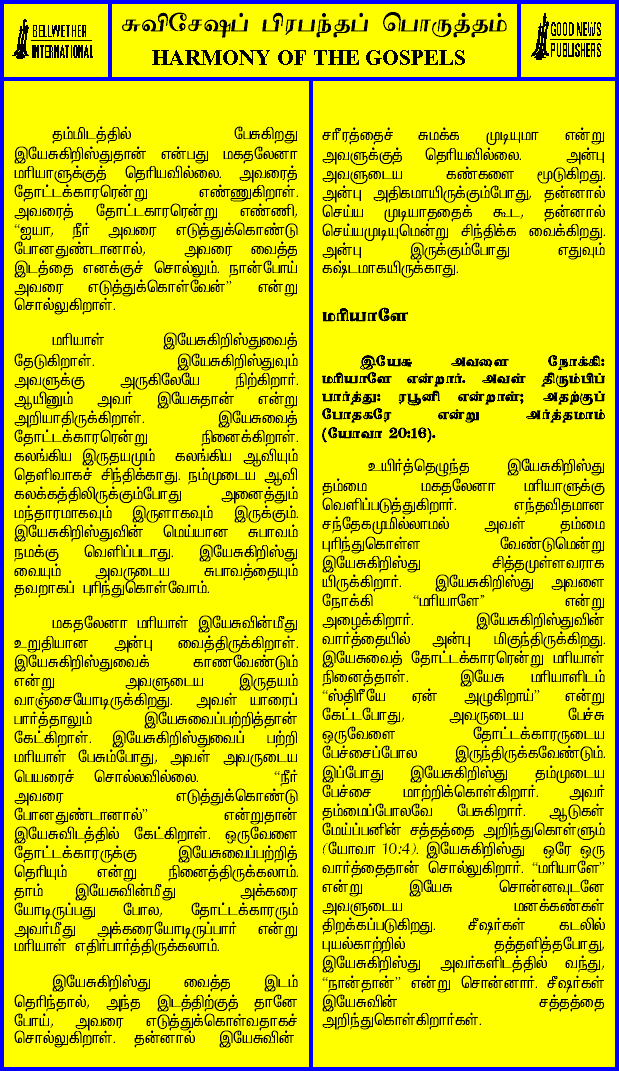 BELLWETHER
INTERNATIONAL
சுவிசேஷப் பிரபந்தப் பொருத்தம்
HARMONY OF THE GOSPELS
GOOD NEWS
PUBLISHERS
தம்மிடத்தில் பேசுகிறது
இயேசுகிறிஸ்துதான் என்பது மகதலேனா
மரியாளுக்குத் தெரியவில்லை. அவரைத்
தோட்டக்காரரென்று எண்ணுகிறாள்.
அவரைத் தோட்டகாரரென்று எண்ணி,
“ஐயா, நீர் அவரை எடுத்துக்கொண்டு
போனதுண்டானால், அவரை வைத்த
இடத்தை எனக்குச் சொல்லும். நான்போய்
அவரை எடுத்துக்கொள்வேன்” என்று
சொல்லுகிறாள்.
மரியாள் இயேசுகிறிஸ்துவைத்
தேடுகிறாள். இயேசுகிறிஸ்துவும்
அவளுக்கு அருகிலேயே நிற்கிறார்.
ஆயினும் அவர் இயேசுதான் என்று
அறியாதிருக்கிறாள். இயேசுவைத்
தோட்டக்காரரென்று நினைக்கிறாள்.
கலங்கிய இருதயமும் கலங்கிய ஆவியும்
தெளிவாகச் சிந்திக்காது. நம்முடைய ஆவி
கலக்கத்திலிருக்கும்போது அனைத்தும்
மந்தாரமாகவும் இருளாகவும் இருக்கும்.
இயேசுகிறிஸ்துவின் மெய்யான சுபாவம்
நமக்கு வெளிப்படாது. இயேசுகிறிஸ்து
வையும் அவருடைய சுபாவத்தையும்
தவறாகப் புரிந்துகொள்வோம்.
மகதலேனா மரியாள் இயேசுவின்மீது
உறுதியான அன்பு வைத்திருக்கிறாள்.
இயேசுகிறிஸ்துவைக் காணவேண்டும்
என்று அவளுடைய இருதயம்
வாஞ்சையோடிருக்கிறது. அவள் யாரைப்
பார்த்தாலும் இயேசுவைப்பற்றித்தான்
கேட்கிறாள். இயேசுகிறிஸ்துவைப் பற்றி
மரியாள் பேசும்போது, அவள் அவருடைய
பெயரைச் சொல்லவில்லை. “நீர்
அவரை எடுத்துக்கொண்டு
போனதுண்டானால்” என்றுதான்
இயேசுவிடத்தில் கேட்கிறாள். ஒருவேளை
தோட்டக்காரருக்கு இயேசுவைப்பற்றித்
தெரியும் என்று நினைத்திருக்கலாம்.
தாம் இயேசுவின்மீது அக்கரை
யோடிருப்பது போல, தோட்டக்காரரும்
அவர்மீது அக்கரையோடிருப்பார் என்று
மரியாள் எதிர்பார்த்திருக்கலாம்.
இயேசுகிறிஸ்து வைத்த இடம்
தெரிந்தால், அந்த இடத்திற்குத் தானே
போய், அவரை எடுத்துக்கொள்வதாகச்
சொல்லுகிறாள். தன்னால் இயேசுவின்
சரீரத்தைச் சுமக்க முடியுமா என்று
அவளுக்குத் தெரியவில்லை. அன்பு
அவளுடைய கண்களை மூடுகிறது.
அன்பு அதிகமாயிருக்கும்போது, தன்னால்
செய்ய முடியாததைக் கூட, தன்னால்
செய்யமுடியுமென்று சிந்திக்க வைக்கிறது.
அன்பு இருக்கும்போது எதுவும்
கஷ்டமாகயிருக்காது.
மரியாளே
இயேசு அவளை நோக்கி:
மரியாளே என்றார். அவள் திரும்பிப்
பார்த்து: ரபூனி என்றாள்; அதற்குப்
போதகரே என்று அர்த்தமாம்
(யோவா 20:16).
உயிர்த்தெழுந்த இயேசுகிறிஸ்து
தம்மை மகதலேனா மரியாளுக்கு
வெளிப்படுத்துகிறார். எந்தவிதமான
சந்தேகமுமில்லாமல் அவள் தம்மை
புரிந்துகொள்ள வேண்டுமென்று
இயேசுகிறிஸ்து சித்தமுள்ளவராக
யிருக்கிறார். இயேசுகிறிஸ்து அவளை
நோக்கி “மரியாளே” என்று
அழைக்கிறார். இயேசுகிறிஸ்துவின்
வார்த்தையில் அன்பு மிகுந்திருக்கிறது.
இயேசுவைத் தோட்டக்காரரென்று மரியாள்
நினைத்தாள். இயேசு மரியாளிடம்
“ஸ்திரீயே ஏன் அழுகிறாய்” என்று
கேட்டபோது, அவருடைய பேச்சு
ஒருவேளை தோட்டக்காரருடைய
பேச்சைப்போல இருந்திருக்கவேண்டும்.
இப்போது இயேசுகிறிஸ்து தம்முடைய
பேச்சை மாற்றிக்கொள்கிறார். அவர்
தம்மைப்போலவே பேசுகிறார். ஆடுகள்
மேய்ப்பனின் சத்தத்தை அறிந்துகொள்ளும்
(யோவா 10:4). இயேசுகிறிஸ்து ஒரே ஒரு
வார்த்தைதான் சொல்லுகிறார். “மரியாளே”
என்று இயேசு சொன்னவுடனே
அவளுடைய மனக்கண்கள்
திறக்கப்படுகிறது. சீஷர்கள் கடலில்
புயல்காற்றில் தத்தளித்தபோது,
இயேசுகிறிஸ்து அவர்களிடத்தில் வந்து,
“நான்தான்” என்று சொன்னார். சீஷர்கள்
இயேசுவின் சத்தத்தை
அறிந்துகொள்கிறார்கள்.